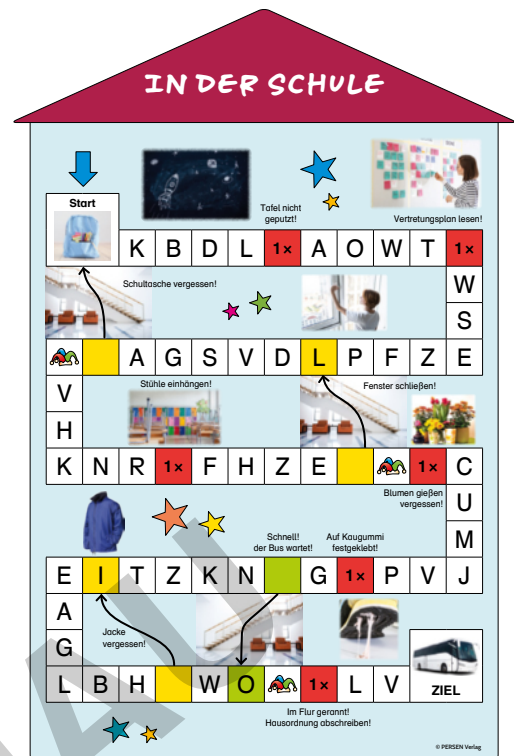 IN DER SCHULE
Start
Tafel nicht
geputzt!
Vertretungsplan lesen!
K B D L 1× A O W T 1×
Schultasche vergessen!
W
S
A G S V D L P F Z E
V
Stühle einhängen!
Fenster schließen!
H
K N R 1× F H Z E 1× C
Blumen gießen
vergessen!
U
Schnell!
der Bus wartet!
Auf Kaugummi
festgeklebt!
M
E I T Z K N G 1× P V J
A
Jacke
vergessen!
G
L B H W O 1× L V ZIEL
Im Flur gerannt!
Hausordnung abschreiben!
© PERSEN Verlag